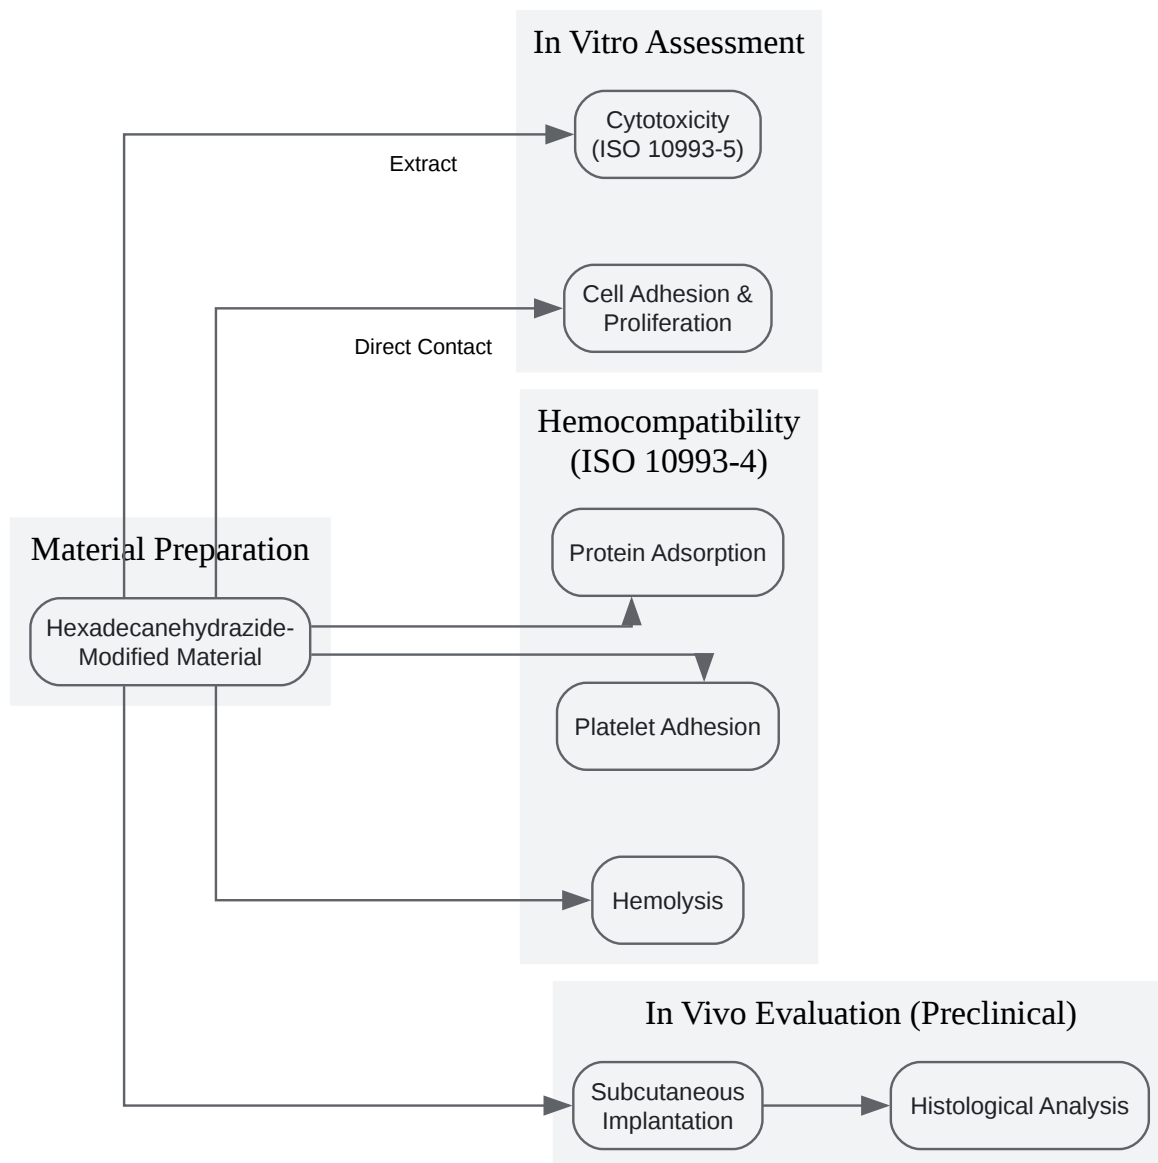 In Vitro Assessment
Cytotoxicity
(ISO 10993-5)
Extract
Cell Adhesion &
Proliferation
Direct Contact
Hemocompatibility
(ISO 10993-4)
Protein Adsorption
Material Preparation
Hexadecanehydrazide-
Modified Material
Platelet Adhesion
Hemolysis
In Vivo Evaluation (Preclinical)
Subcutaneous
Implantation
Histological Analysis